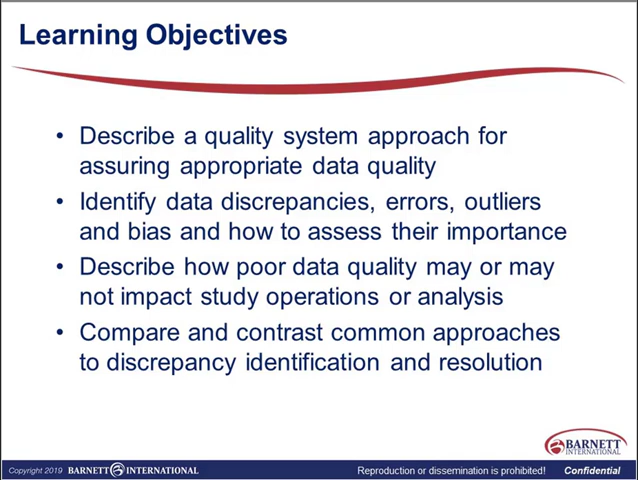 Learning Objectives
• Describe a quality system approach for
assuring appropriate data quality
• Identify data discrepancies, errors, outliers
and bias and how to assess their importance
• Describe how poor data quality may or may
not impact study operations or analysis
• Compare and contrast common approaches
to discrepancy identification and resolution
BARNETT
INTERNATIONAL
Copyright 2019 BARNETT INTERNATIONAL Reproduction or dissemination is prohibited! Confidential